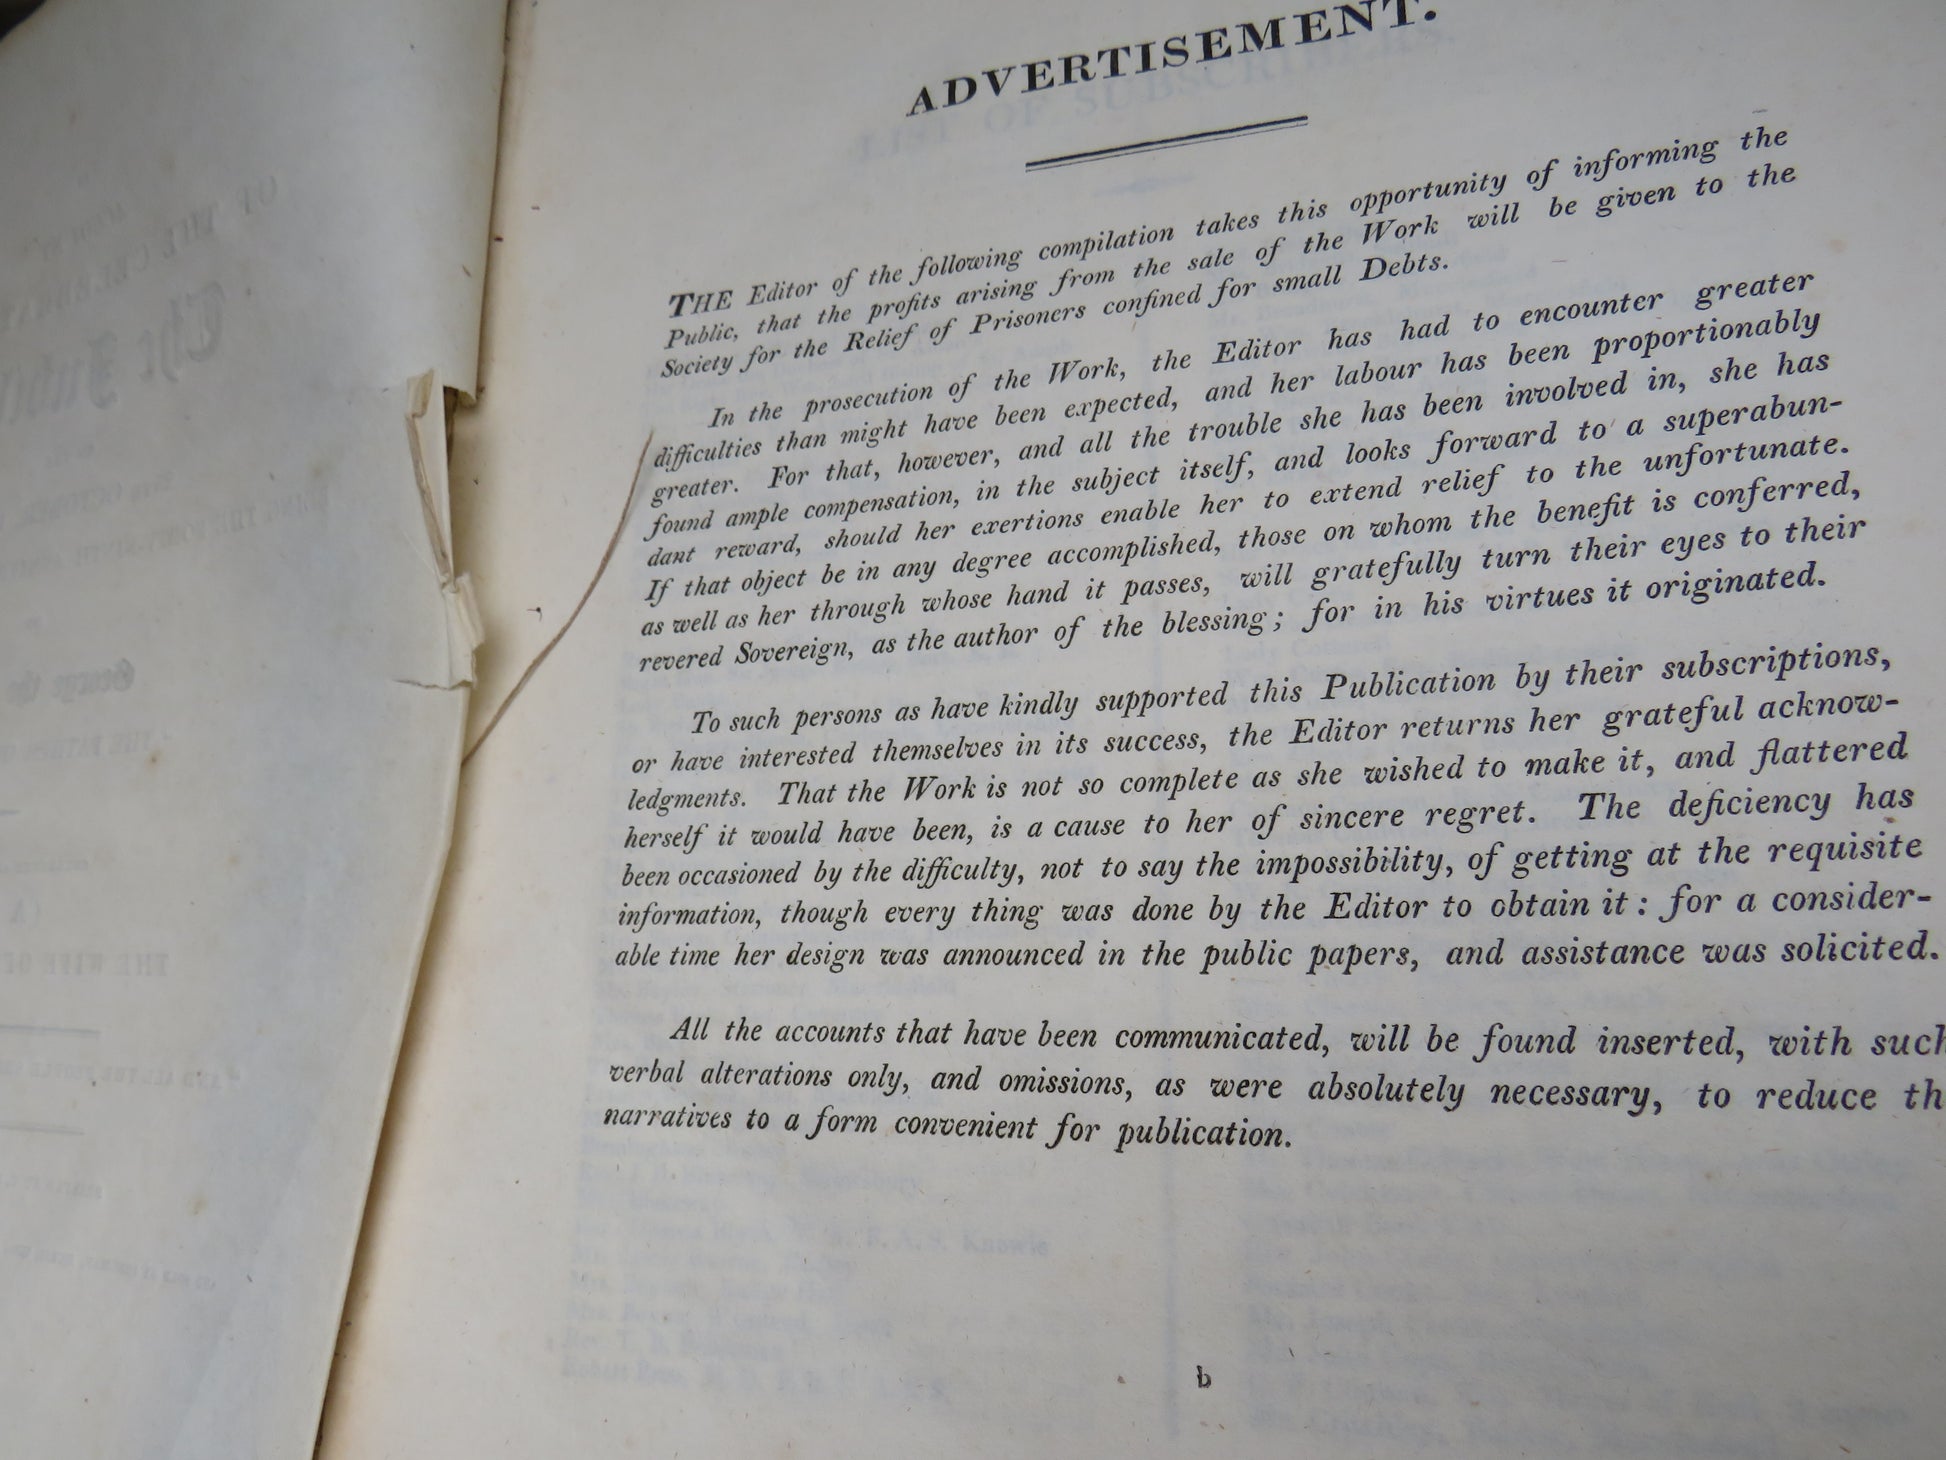 ADVERTISEMENT.
THE Editor of the following compilation takes this opportunity of informing the
Public, that the profits arising from the sale of the Work will be given to the
Society for the Relief of Prisoners confined for small Debts.
In the prosecution of the Work, the Editor has had to encounter greater
difficulties than might have been expected, and her labour has been proportionably
greater. For that, however, and all the trouble she has been involved in, she has
found ample compensation, in the subject itself, and looks forward to a superabun-
dant reward, should her exertions enable her to extend relief to the unfortunate.
If that object be in any degree accomplished, those on whom the benefit is conferred,
as well as her through whose hand it passes, will gratefully turn their eyes to their
revered Sovereign, as the author of the blessing; for in his virtues it originated.
To such persons as have kindly supported this Publication by their subscriptions,
or have interested themselves in its success, the Editor returns her grateful acknow-
ledgments. That the Work is not so complete as she wished to make it, and flattered
herself it would have been, is a cause to her of sincere regret. The deficiency has
been occasioned by the difficulty, not to say the impossibility, of getting at the requisite
information, though every thing was done by the Editor to obtain it: for a consider-
able time her design was announced in the public papers, and assistance was solicited.
All the accounts that have been communicated, will be found inserted, with such
verbal alterations only, and omissions, as were absolutely necessary, to reduce th
narratives to a form convenient for publication.
b